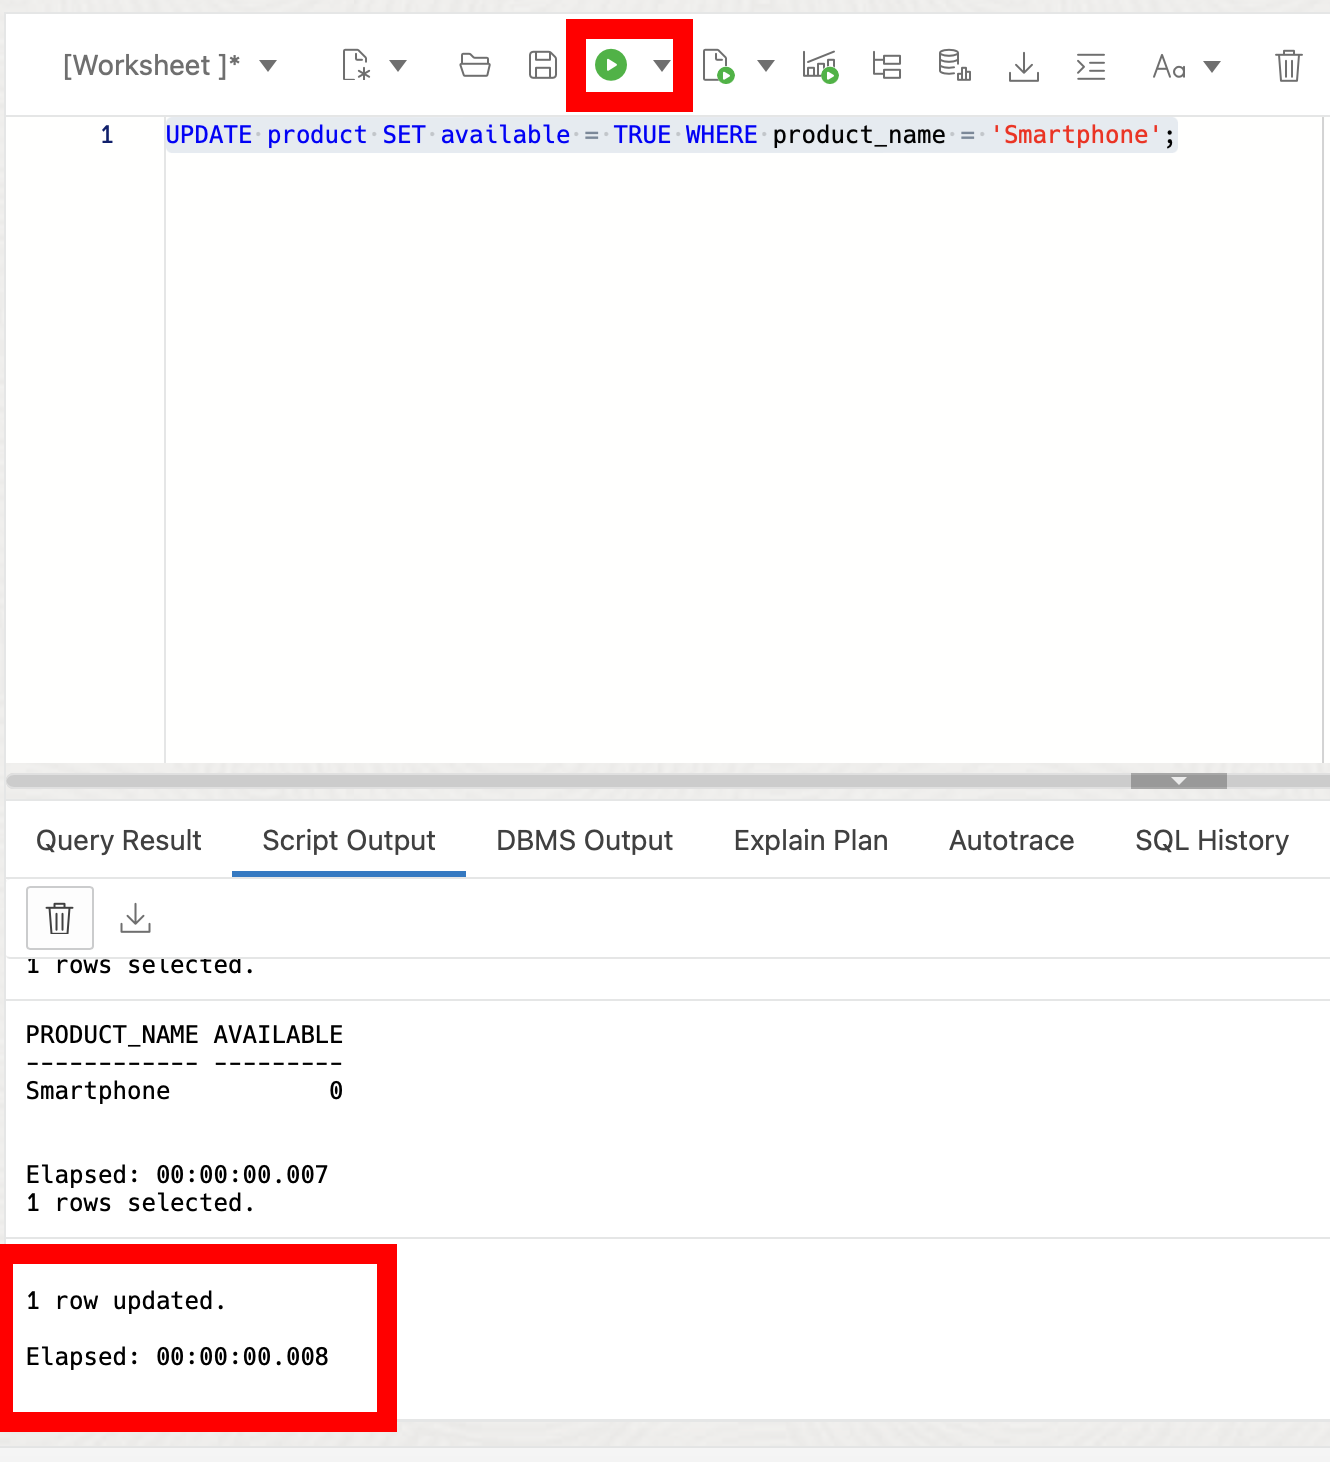 [Worksheet ]*
Aa
1 UPDATE product SET available = TRUE WHERE product_name = 'Smartphone';
Query Result Script Output DBMS Output Explain Plan Autotrace SQL History
1 rows selected.
PRODUCT_NAME AVAILABLE
------------ ---------
Smartphone 0
Elapsed: 00:00:00.007
1 rows selected.
1 row updated.
Elapsed: 00:00:00.008